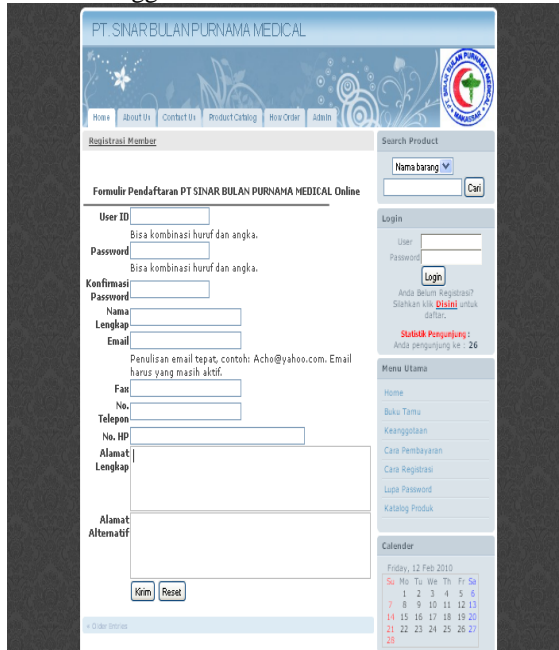 PT. SINAR BULAN PURNAMA MEDICAL
SINAR BULAN PURNAMA MEDICAL
MAKASSAR
Home
About Us
Contact Us
Product Catalog
How Order
Admin
Registrasi Member
Formulir Pendaftaran PT SINAR BULAN PURNAMA MEDICAL Online
User ID
Bisa kombinasi huruf dan angka.
Password
Bisa kombinasi huruf dan angka.
Konfirmasi
Password
Nama
Lengkap
Email
Penulisan email tepat, contoh: Acho@yahoo.com. Email
harus yang masih aktif.
Fax
No.
Telepon
No. HP
Alamat
Lengkap
Alamat
Alternatif
Kirim Reset
« Older Entries
Search Product
Nama barang
Cari
Login
User
Password
Login
Anda Belum Registrasi?
Silahkan klik Disini untuk
daftar.
Statistik Pengunjung :
Anda pengunjung ke : 26
Menu Utama
Home
Buku Tamu
Keanggotaan
Cara Pembayaran
Cara Registrasi
Lupa Password
Katalog Produk
Calender
Friday, 12 Feb 2010
Su Mo Tu We Th Fr Sa
1 2 3 4 5 6
7 8 9 10 11 12 13
14 15 16 17 18 19 20
21 22 23 24 25 26 27
28